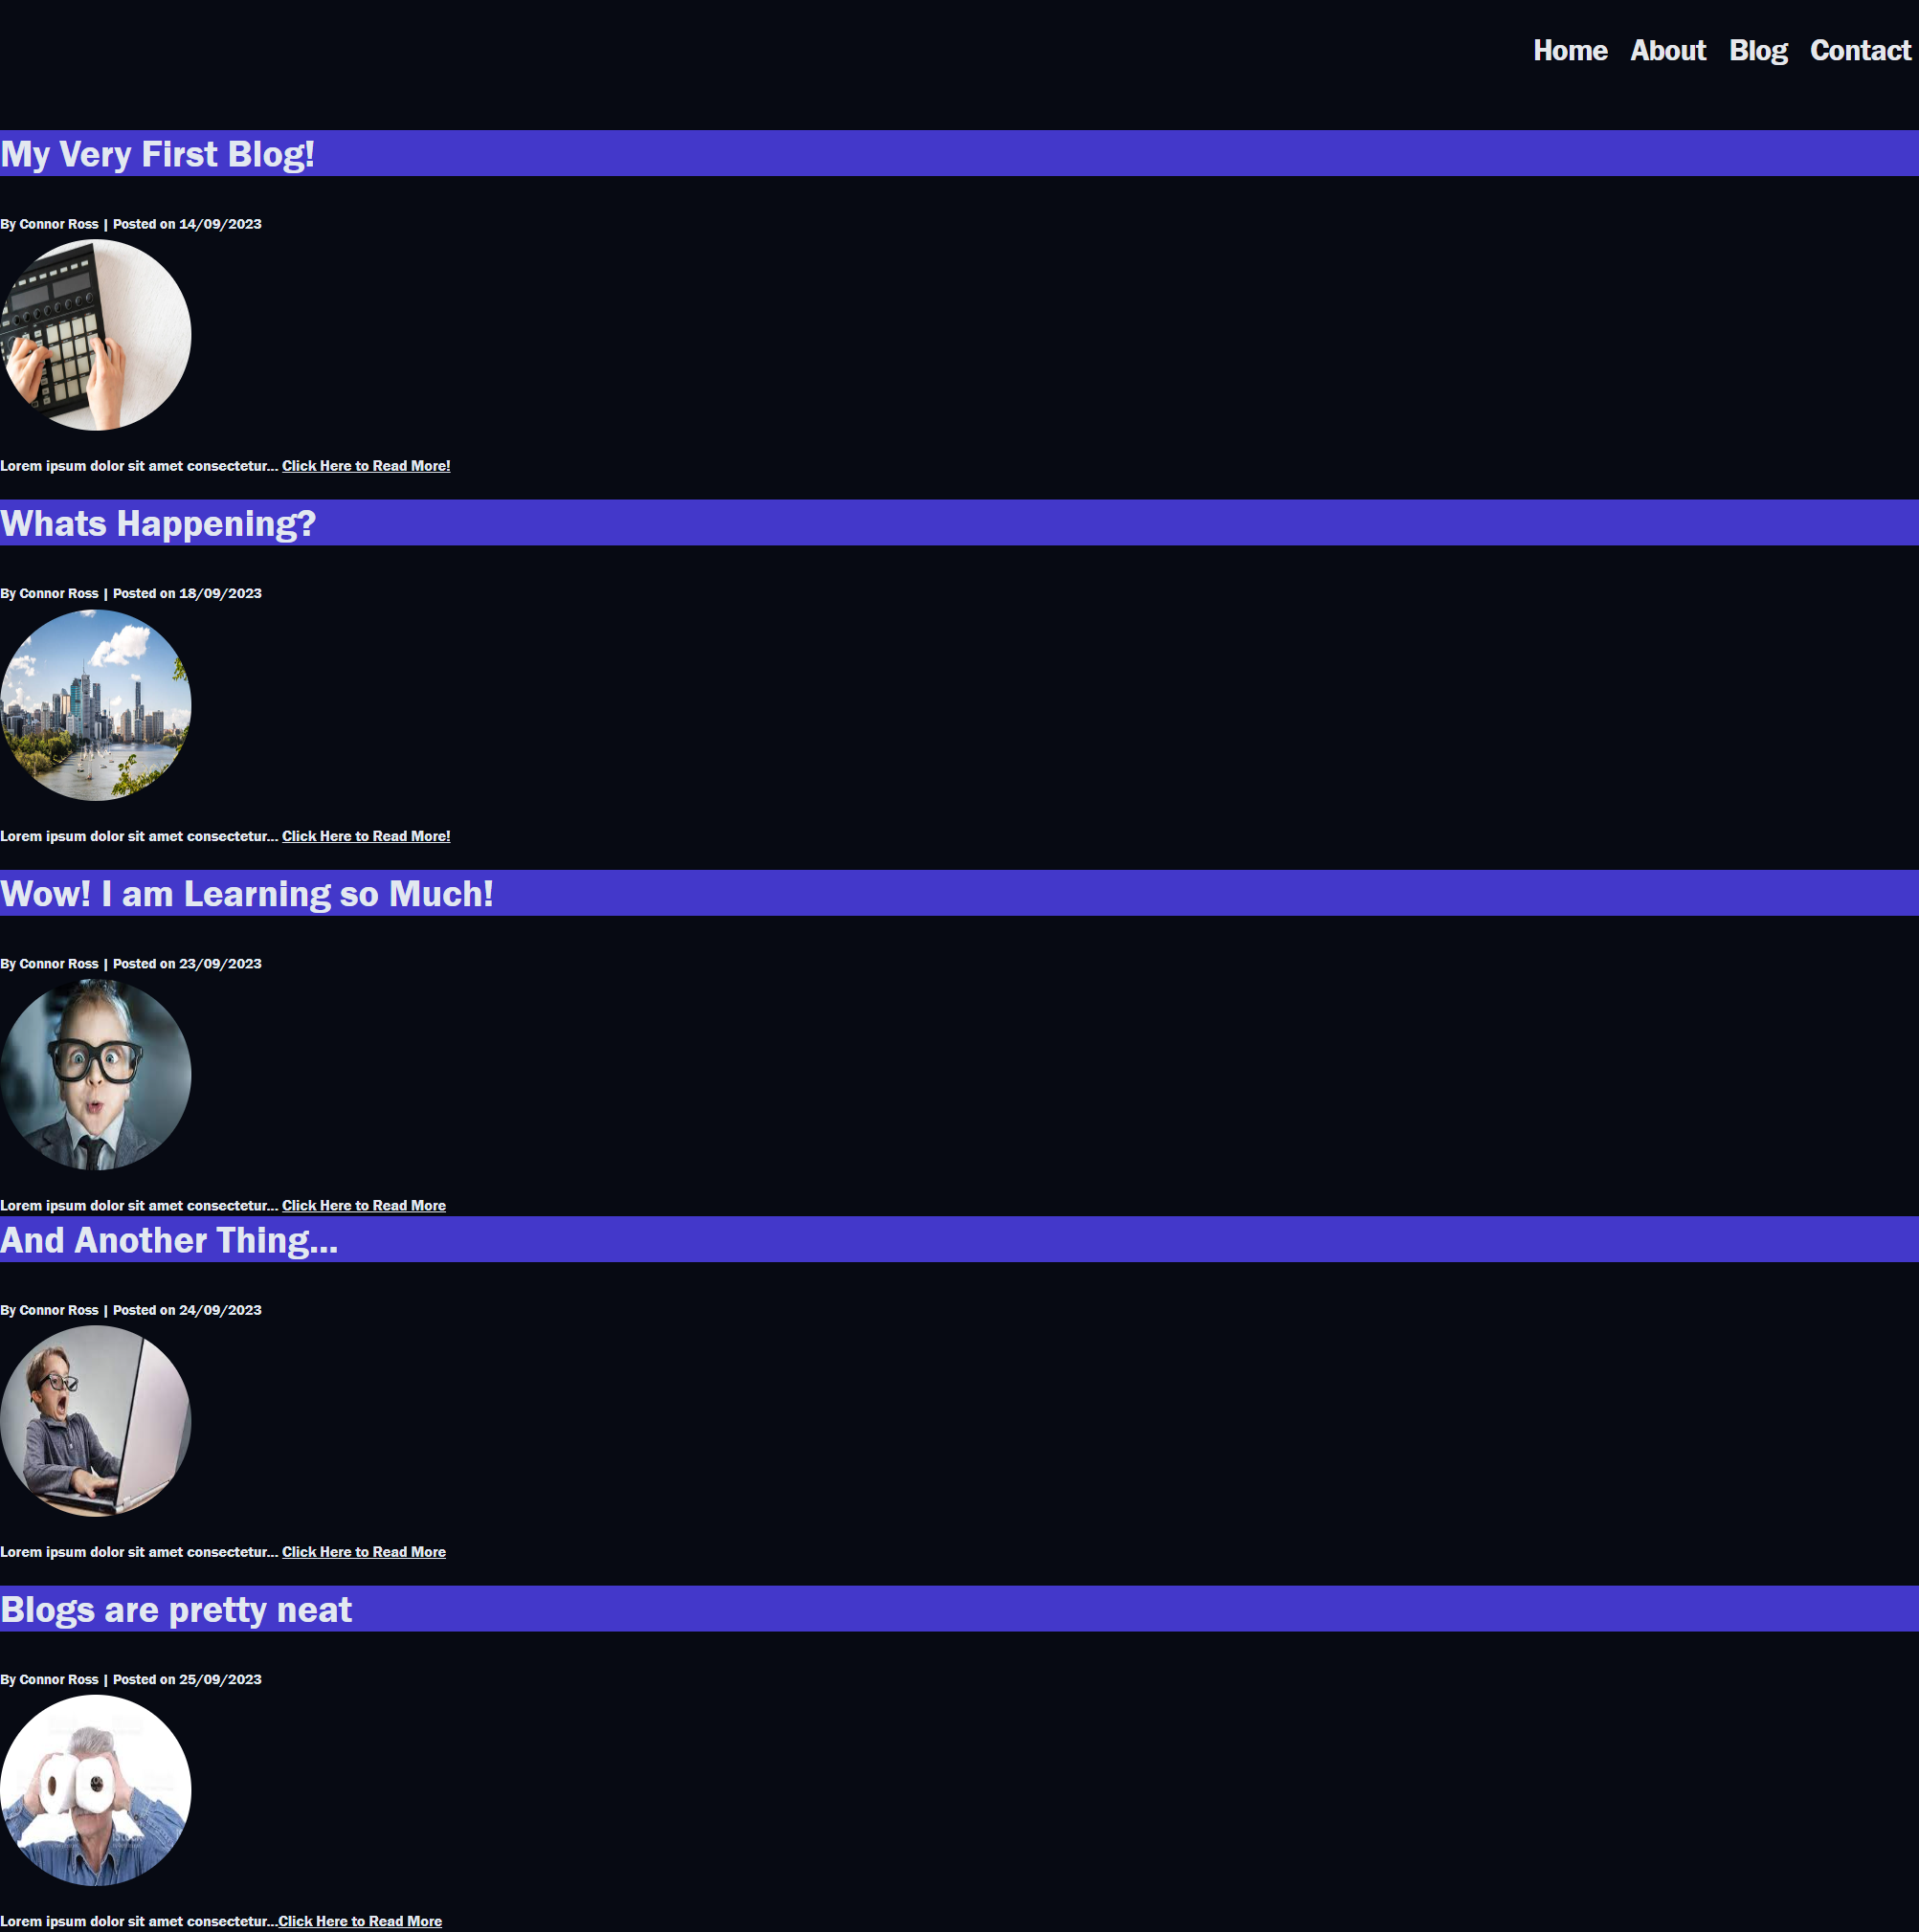 Home About Blog Contact
My Very First Blog!
By Connor Ross | Posted on 14/09/2023
Lorem ipsum dolor sit amet consectetur... Click Here to Read More!
Whats Happening?
By Connor Ross | Posted on 18/09/2023
Lorem ipsum dolor sit amet consectetur... Click Here to Read More!
Wow! I am Learning so Much!
By Connor Ross | Posted on 23/09/2023
Lorem ipsum dolor sit amet consectetur... Click Here to Read More
And Another Thing...
By Connor Ross | Posted on 24/09/2023
Lorem ipsum dolor sit amet consectetur... Click Here to Read More
Blogs are pretty neat
By Connor Ross | Posted on 25/09/2023
Lorem ipsum dolor sit amet consectetur...Click Here to Read More